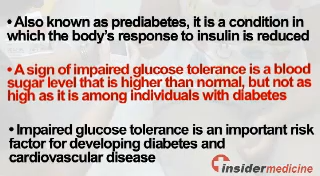 • Also known as prediabetes, it is a condition in
which the body's response to insulin is reduced
• A sign of impaired glucose tolerance is a blood
sugar level that is higher than normal, but not as
high as it is among individuals with diabetes
• Impaired glucose tolerance is an important risk
factor for developing diabetes and
cardiovascular disease
insidermedicine